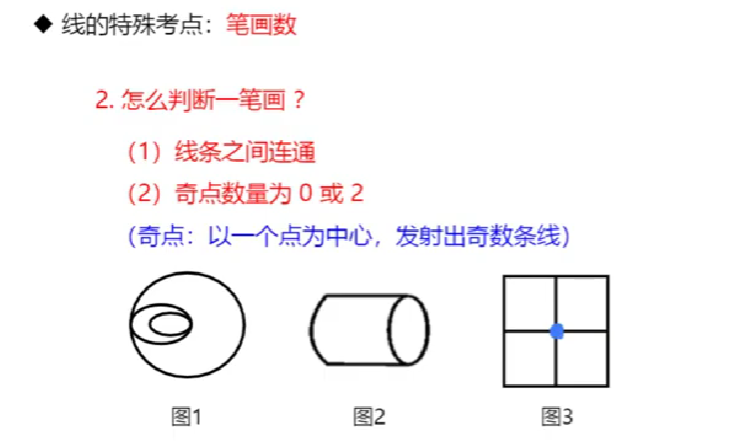 ◆ 线的特殊考点：笔画数
2. 怎么判断一笔画？
（1）线条之间连通
（2）奇点数量为 0 或 2
（奇点：以一个点为中心，发射出奇数条线）
图1 图2 图3